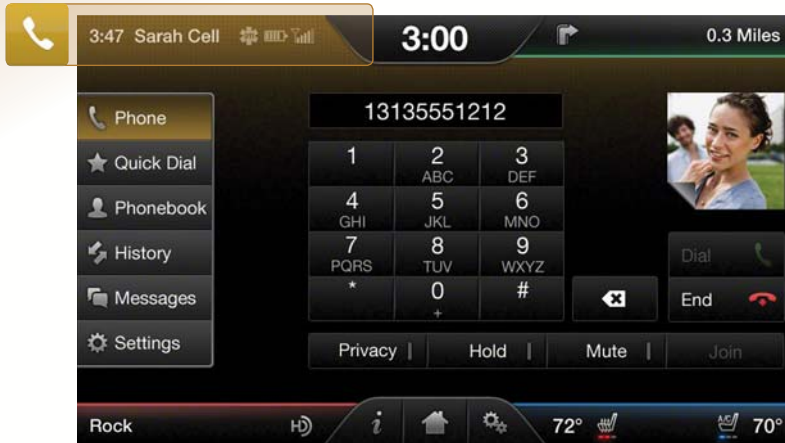 3:47 Sarah Cell 3:00 0.3 Miles
Phone
Quick Dial
Phonebook
History
Messages
Settings
13135551212
1 2 ABC 3 DEF
4 GHI 5 JKL 6 MNO
7 PQRS 8 TUV 9 WXYZ
* 0 + #
Dial
End
Privacy Hold Mute Join
Rock HD i 72° A/C 70°